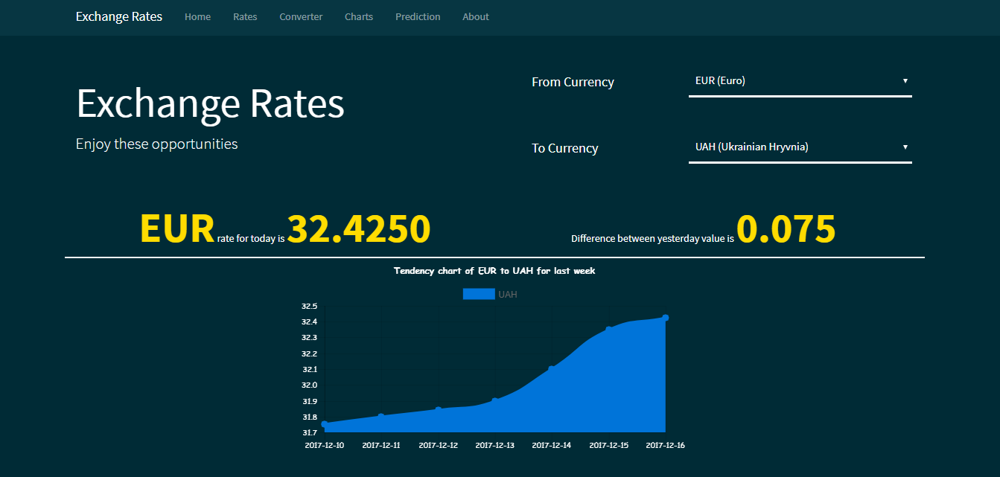 Exchange Rates Home Rates Converter Charts Prediction About
Exchange Rates
Enjoy these opportunities
From Currency EUR (Euro)
To Currency UAH (Ukrainian Hryvnia)
EUR rate for today is 32.4250
Difference between yesterday value is 0.075
Tendency chart of EUR to UAH for last week
UAH
32.5
32.4
32.3
32.2
32.1
32.0
31.9
31.8
31.7
2017-12-10 2017-12-11 2017-12-12 2017-12-13 2017-12-14 2017-12-15 2017-12-16